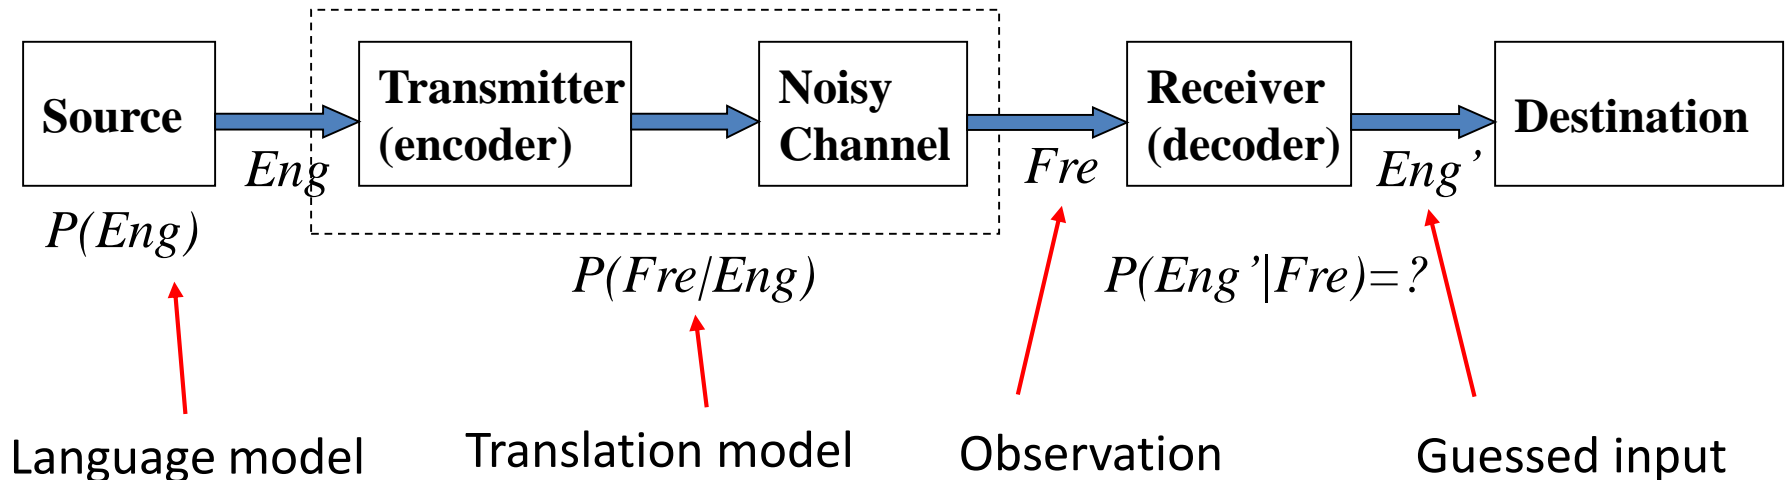 Source
Transmitter
(encoder)
Noisy
Channel
Receiver
(decoder)
Destination
Eng
Fre
Eng’
P(Eng)
P(Fre|Eng)
P(Eng’|Fre)=?
Language model
Translation model
Observation
Guessed input